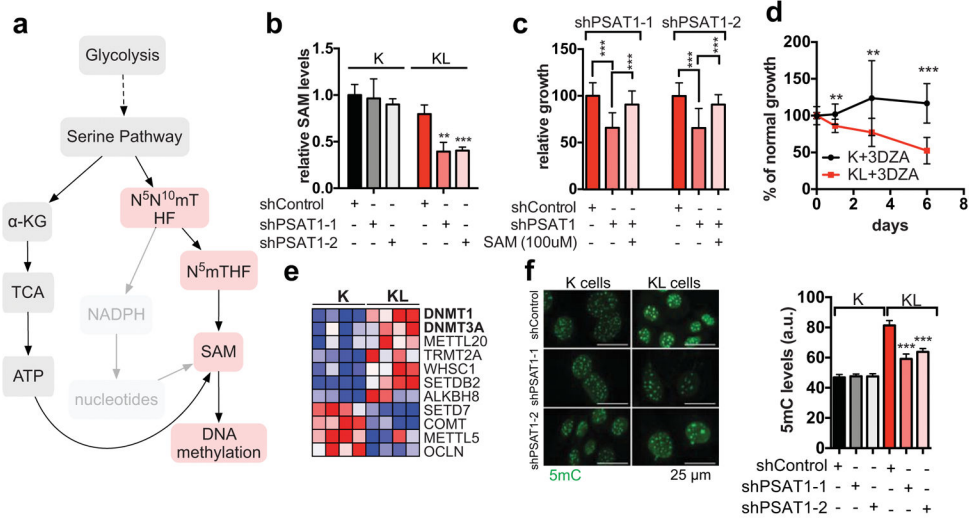 a
Glycolysis
Serine Pathway
α-KG
N⁵N¹⁰mT
HF
TCA
N⁵mTHF
NADPH
ATP
SAM
nucleotides
DNA
methylation
b
relative SAM levels
1.5
1.0
0.5
0.0
K
KL
**
***
shControl
+
+
shPSAT1-1
+
+
shPSAT1-2
+
+
c
shPSAT1-1
shPSAT1-2
relative growth
150
100
50
0
***
***
***
***
shControl
+
+
shPSAT1
+
+
+
+
SAM (100uM)
-
-
+
-
-
+
d
% of normal growth
200
150
100
50
0
**
**
***
K+3DZA
KL+3DZA
0
2
4
6
8
days
e
K
KL
DNMT1
DNMT3A
METTL20
TRMT2A
WHSC1
SETDB2
ALKBH8
SETD7
COMT
METTL5
OCLN
f
K cells
KL cells
shControl
shPSAT1-1
shPSAT1-2
5mC
25 μm
5mC levels (a.u.)
100
80
60
40
20
0
K
KL
***
***
shControl
+
+
shPSAT1-1
+
+
shPSAT1-2
+
+